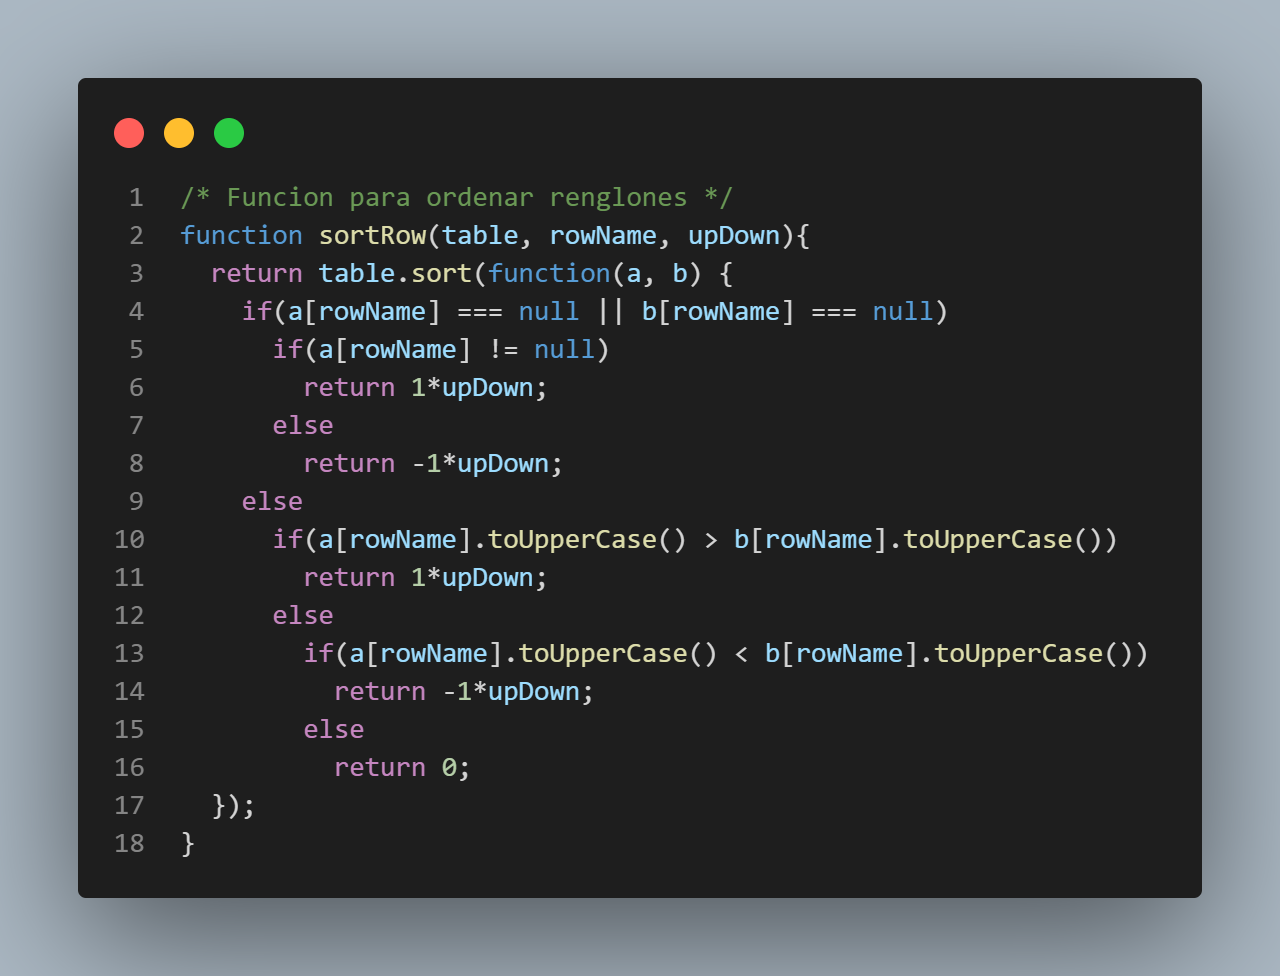 1 /* Funcion para ordenar renglones */
2 function sortRow(table, rowName, upDown){
3   return table.sort(function(a, b) {
4     if(a[rowName] === null || b[rowName] === null)
5       if(a[rowName] != null)
6         return 1*upDown;
7       else
8         return -1*upDown;
9     else
10       if(a[rowName].toUpperCase() > b[rowName].toUpperCase())
11         return 1*upDown;
12       else
13         if(a[rowName].toUpperCase() < b[rowName].toUpperCase())
14           return -1*upDown;
15         else
16           return 0;
17   });
18 }